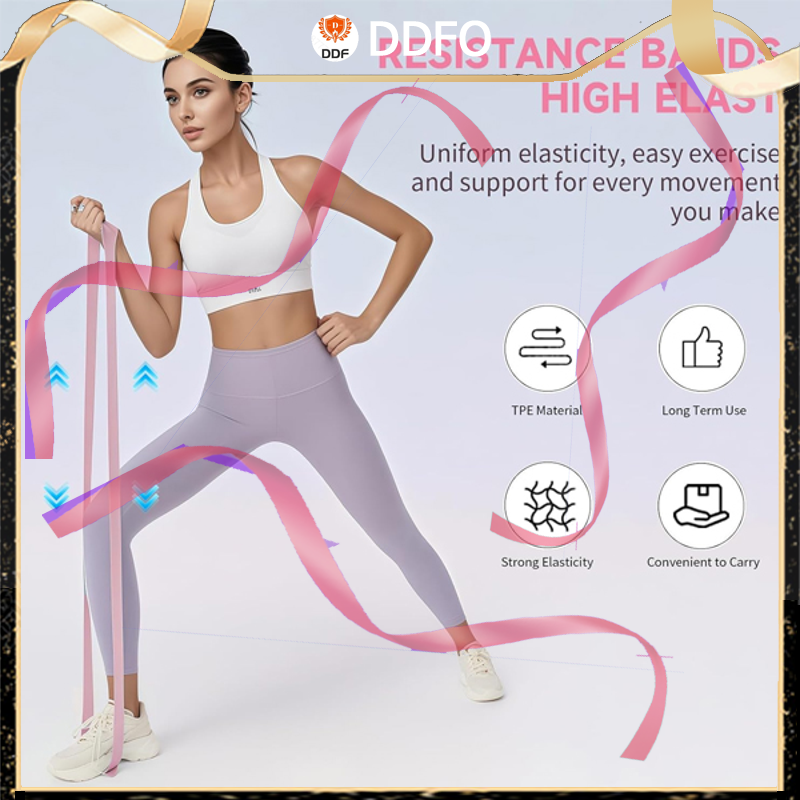 DDF
DDFO
RESISTANCE BANDS
HIGH ELAST
Uniform elasticity, easy exercise
and support for every movement
you make
TPE Material
Long Term Use
Strong Elasticity
Convenient to Carry